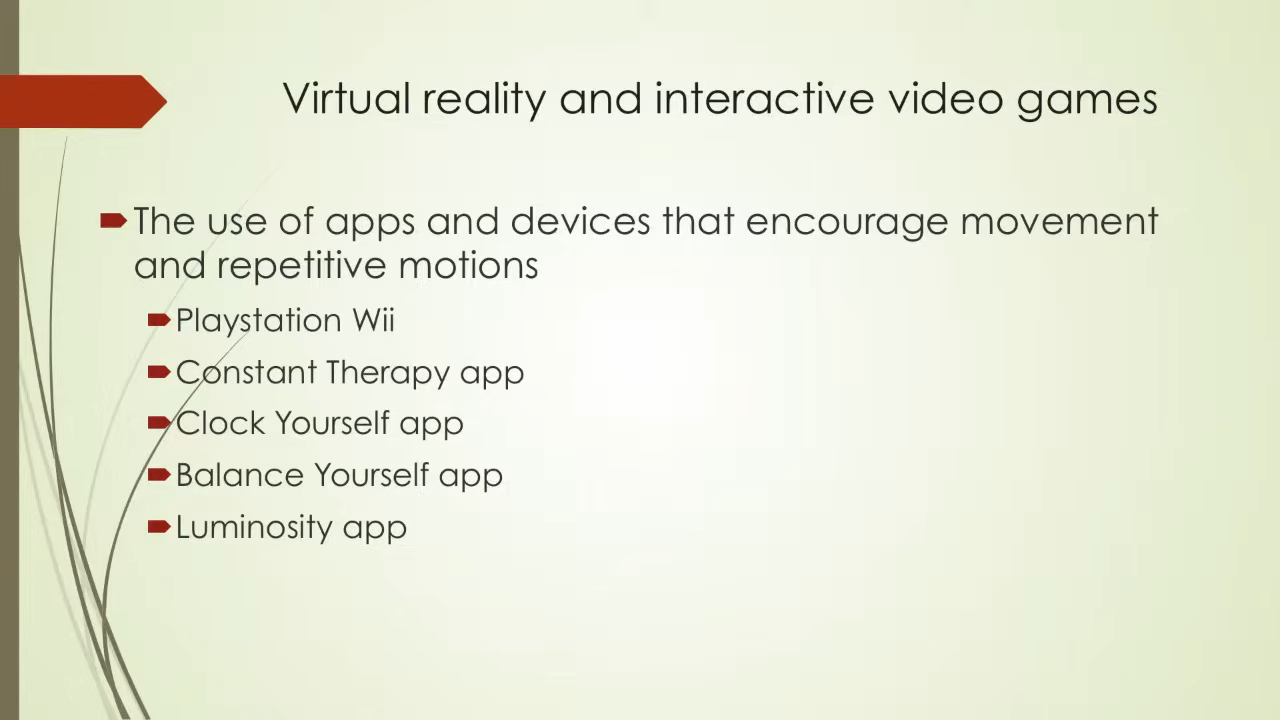 Virtual reality and interactive video games
The use of apps and devices that encourage movement
and repetitive motions
Playstation Wii
Constant Therapy app
Clock Yourself app
Balance Yourself app
Luminosity app